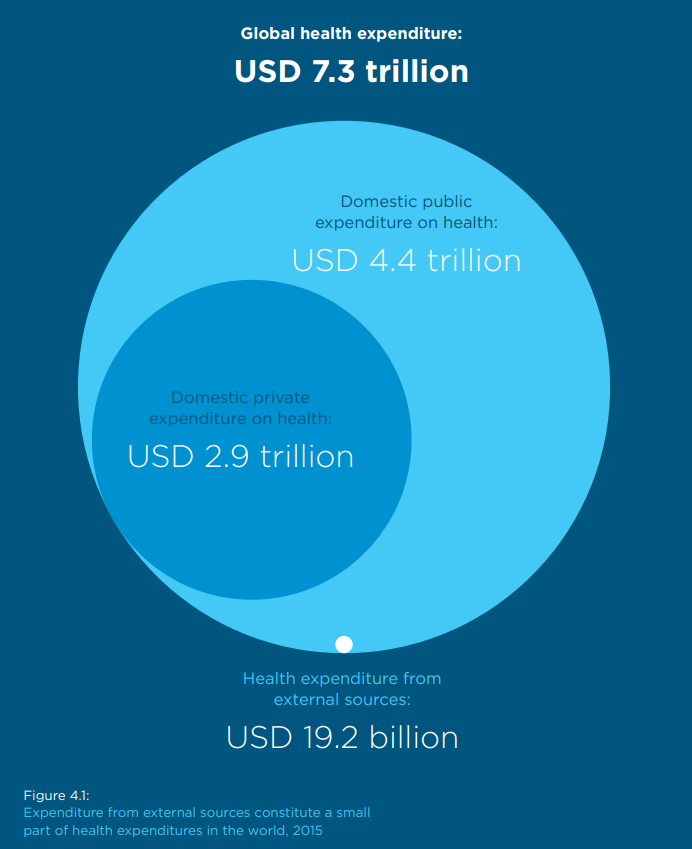 Global health expenditure:
USD 7.3 trillion
Domestic public
expenditure on health:
USD 4.4 trillion
Domestic private
expenditure on health:
USD 2.9 trillion
Health expenditure from
external sources:
USD 19.2 billion
Figure 4.1:
Expenditure from external sources constitute a small
part of health expenditures in the world, 2015